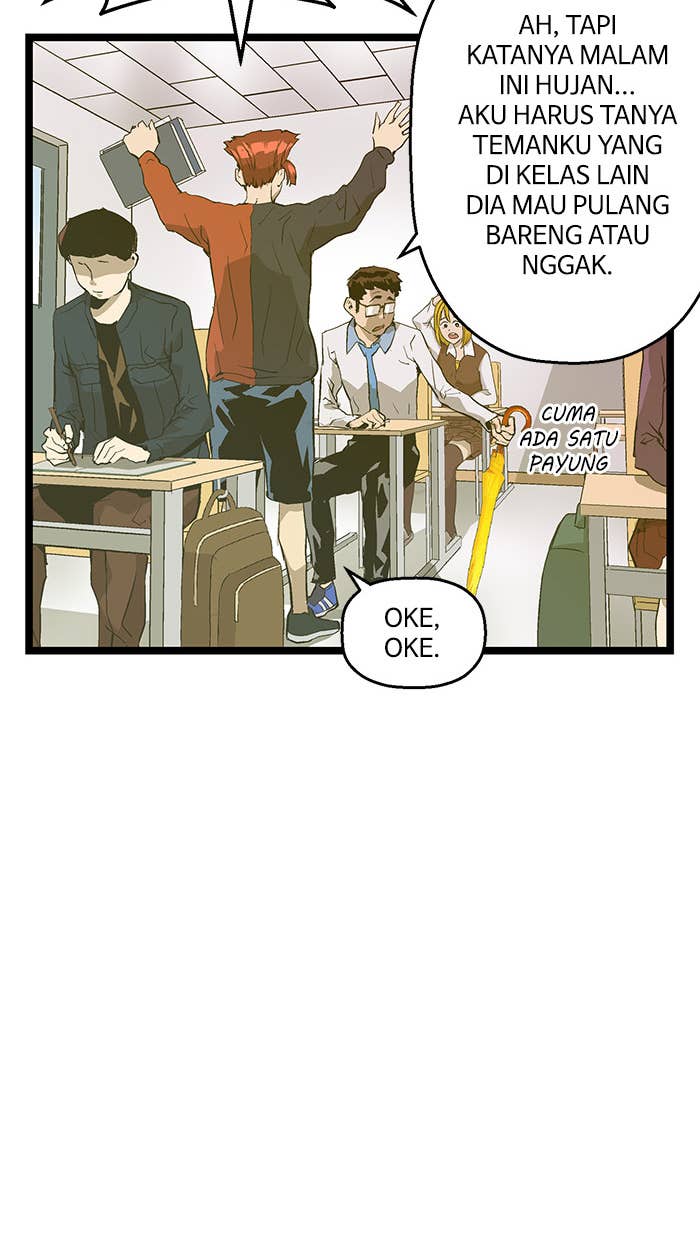 AH, TAPI
KATANYA MALAM
INI HUJAN...
AKU HARUS TANYA
TEMANKU YANG
DI KELAS LAIN
DIA MAU PULANG
BARENG ATAU
NGGAK.
CUMA
ADA SATU
PAYUNG
OKE,
OKE.